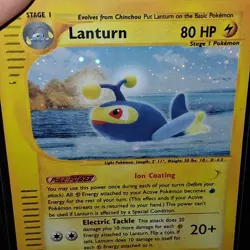 STAGE 1
Evolves from Chinchou Put Lanturn on the Basic Pokémon
Lanturn 80 HP
Stage 1 Pokémon
Light Pokémon. Length: 3' 11", Weight: 50 lbs.
Poké-POWER Ion Coating
You may use this power once during each of your turns (before your
attack). All Energy attached to your Active Pokémon becomes
Energy for the rest of your turn. (This effect ends if your Active
Pokémon retreats or is returned to your hand.) This power can't
be used if Lanturn is affected by a Special Condition.
Electric Tackle This attack does 20
damage plus 10 more damage for each
Energy attached to Lanturn. Flip a coin. If
tails, Lanturn does 10 damage to itself
for each Energy attached to
20+